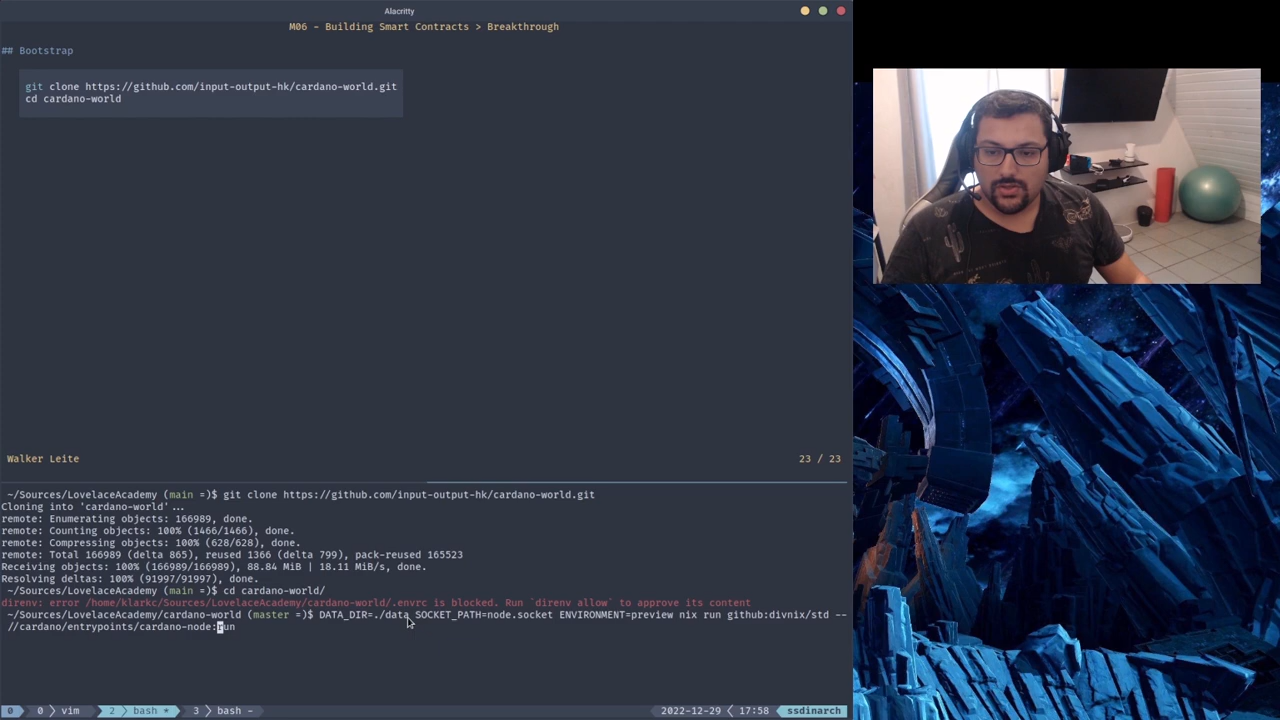 Alacritty
M06 - Building Smart Contracts > Breakthrough
## Bootstrap
git clone https://github.com/input-output-hk/cardano-world.git
cd cardano-world
Walker Leite
23 / 23
~/Sources/LovelaceAcademy (main =)$ git clone https://github.com/input-output-hk/cardano-world.git
Cloning into 'cardano-world'...
remote: Enumerating objects: 166989, done.
remote: Counting objects: 100% (1466/1466), done.
remote: Compressing objects: 100% (628/628), done.
remote: Total 166989 (delta 865), reused 1366 (delta 799), pack-reused 165523
Receiving objects: 100% (166989/166989), 88.84 MiB | 18.11 MiB/s, done.
Resolving deltas: 100% (91997/91997), done.
~/Sources/LovelaceAcademy (main =)$ cd cardano-world/
direnv: error /home/klarkc/Sources/LovelaceAcademy/cardano-world/.envrc is blocked. Run `direnv allow` to approve its content
~/Sources/LovelaceAcademy/cardano-world (master =)$ DATA_DIR=./data SOCKET_PATH=node.socket ENVIRONMENT=preview nix run github:divnix/std --
//cardano/entrypoints/cardano-node:run
0 0 vim 2 bash * 3 bash - 2022-12-29 17:58 ssdinarch